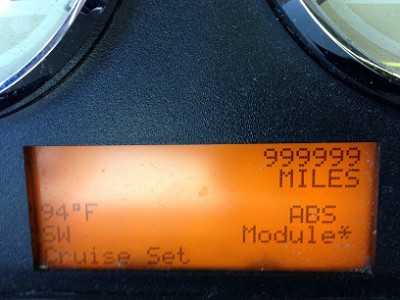 999999
MILES
94°F ABS
SW Module*
Cruise Set